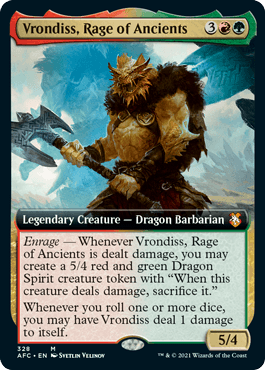 Vrondiss, Rage of Ancients 3
Legendary Creature — Dragon Barbarian
Enrage — Whenever Vrondiss, Rage
of Ancients is dealt damage, you may
create a 5/4 red and green Dragon
Spirit creature token with “When this
creature deals damage, sacrifice it.”
Whenever you roll one or more dice,
you may have Vrondiss deal 1 damage
to itself.
5/4
328 M
AFC • EN SVETLIN VELINOV ™ & © 2021 Wizards of the Coast